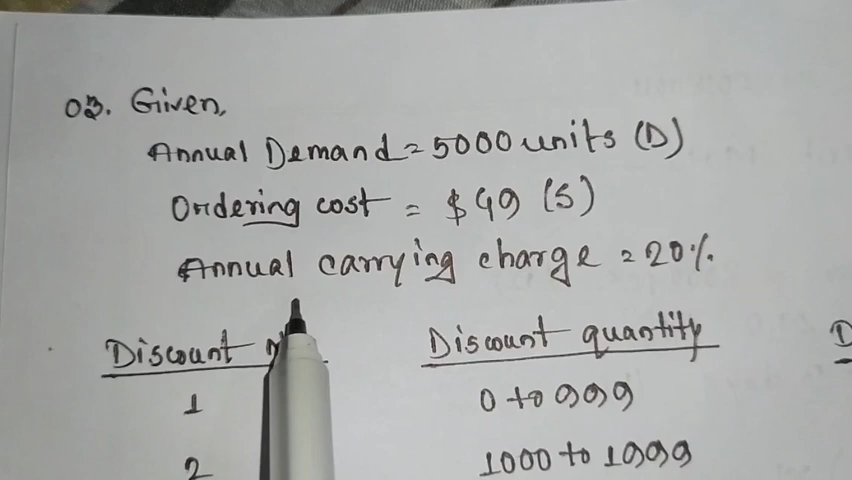 03. Given,
Annual Demand = 5000 units (D)
Ordering cost = $49 (S)
Annual carrying charge = 20%.
Discount Discount quantity D
1 0 to 999
2 1000 to 1999